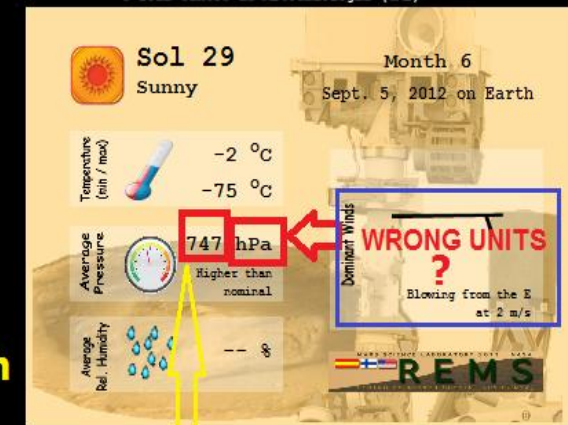 Sol 29
Sunny
Month 6
Sept. 5, 2012 on Earth
Temperature
(min / max)
-2 °C
-75 °C
Average
Pressure
747 hPa
Higher than
nominal
Dominant Winds
WRONG UNITS
?
Blowing from the E
at 2 m/s
Average
Rel. Humidity
-- %
REMS